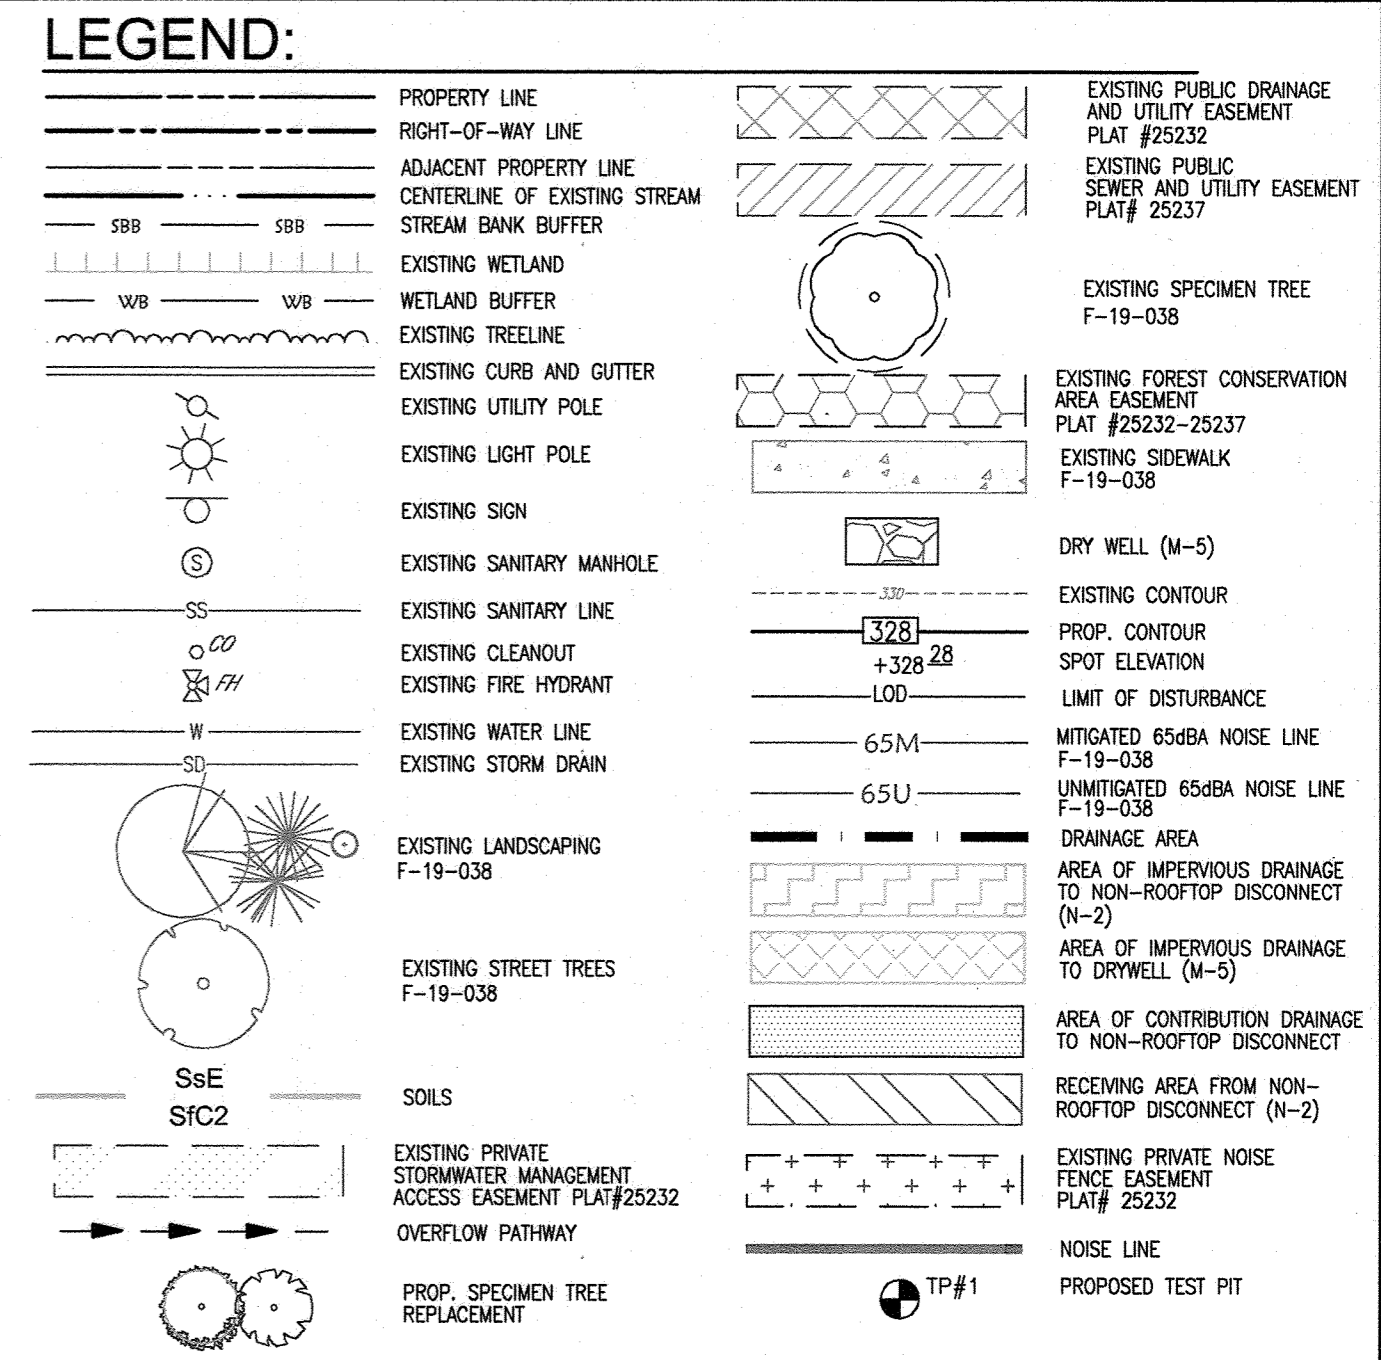 LEGEND:
PROPERTY LINE
RIGHT-OF-WAY LINE
ADJACENT PROPERTY LINE
CENTERLINE OF EXISTING STREAM
SBB SBB STREAM BANK BUFFER
EXISTING WETLAND
WB WB WETLAND BUFFER
EXISTING TREELINE
EXISTING CURB AND GUTTER
EXISTING UTILITY POLE
EXISTING LIGHT POLE
EXISTING SIGN
S EXISTING SANITARY MANHOLE
SS EXISTING SANITARY LINE
CO EXISTING CLEANOUT
FH EXISTING FIRE HYDRANT
W EXISTING WATER LINE
SD EXISTING STORM DRAIN
EXISTING LANDSCAPING
F-19-038
EXISTING STREET TREES
F-19-038
SsE
SOILS
SfC2
EXISTING PRIVATE
STORMWATER MANAGEMENT
ACCESS EASEMENT PLAT#25232
OVERFLOW PATHWAY
PROP. SPECIMEN TREE
REPLACEMENT
EXISTING PUBLIC DRAINAGE
AND UTILITY EASEMENT
PLAT #25232
EXISTING PUBLIC
SEWER AND UTILITY EASEMENT
PLAT# 25237
EXISTING SPECIMEN TREE
F-19-038
EXISTING FOREST CONSERVATION
AREA EASEMENT
PLAT #25232-25237
EXISTING SIDEWALK
F-19-038
DRY WELL (M-5)
330 EXISTING CONTOUR
328 PROP. CONTOUR
+328 28 SPOT ELEVATION
LOD LIMIT OF DISTURBANCE
65M MITIGATED 65dBA NOISE LINE
F-19-038
65U UNMITIGATED 65dBA NOISE LINE
F-19-038
DRAINAGE AREA
AREA OF IMPERVIOUS DRAINAGE
TO NON-ROOFTOP DISCONNECT
(N-2)
AREA OF IMPERVIOUS DRAINAGE
TO DRYWELL (M-5)
AREA OF CONTRIBUTION DRAINAGE
TO NON-ROOFTOP DISCONNECT
RECEIVING AREA FROM NON-
ROOFTOP DISCONNECT (N-2)
EXISTING PRIVATE NOISE
FENCE EASEMENT
PLAT# 25232
NOISE LINE
TP#1 PROPOSED TEST PIT